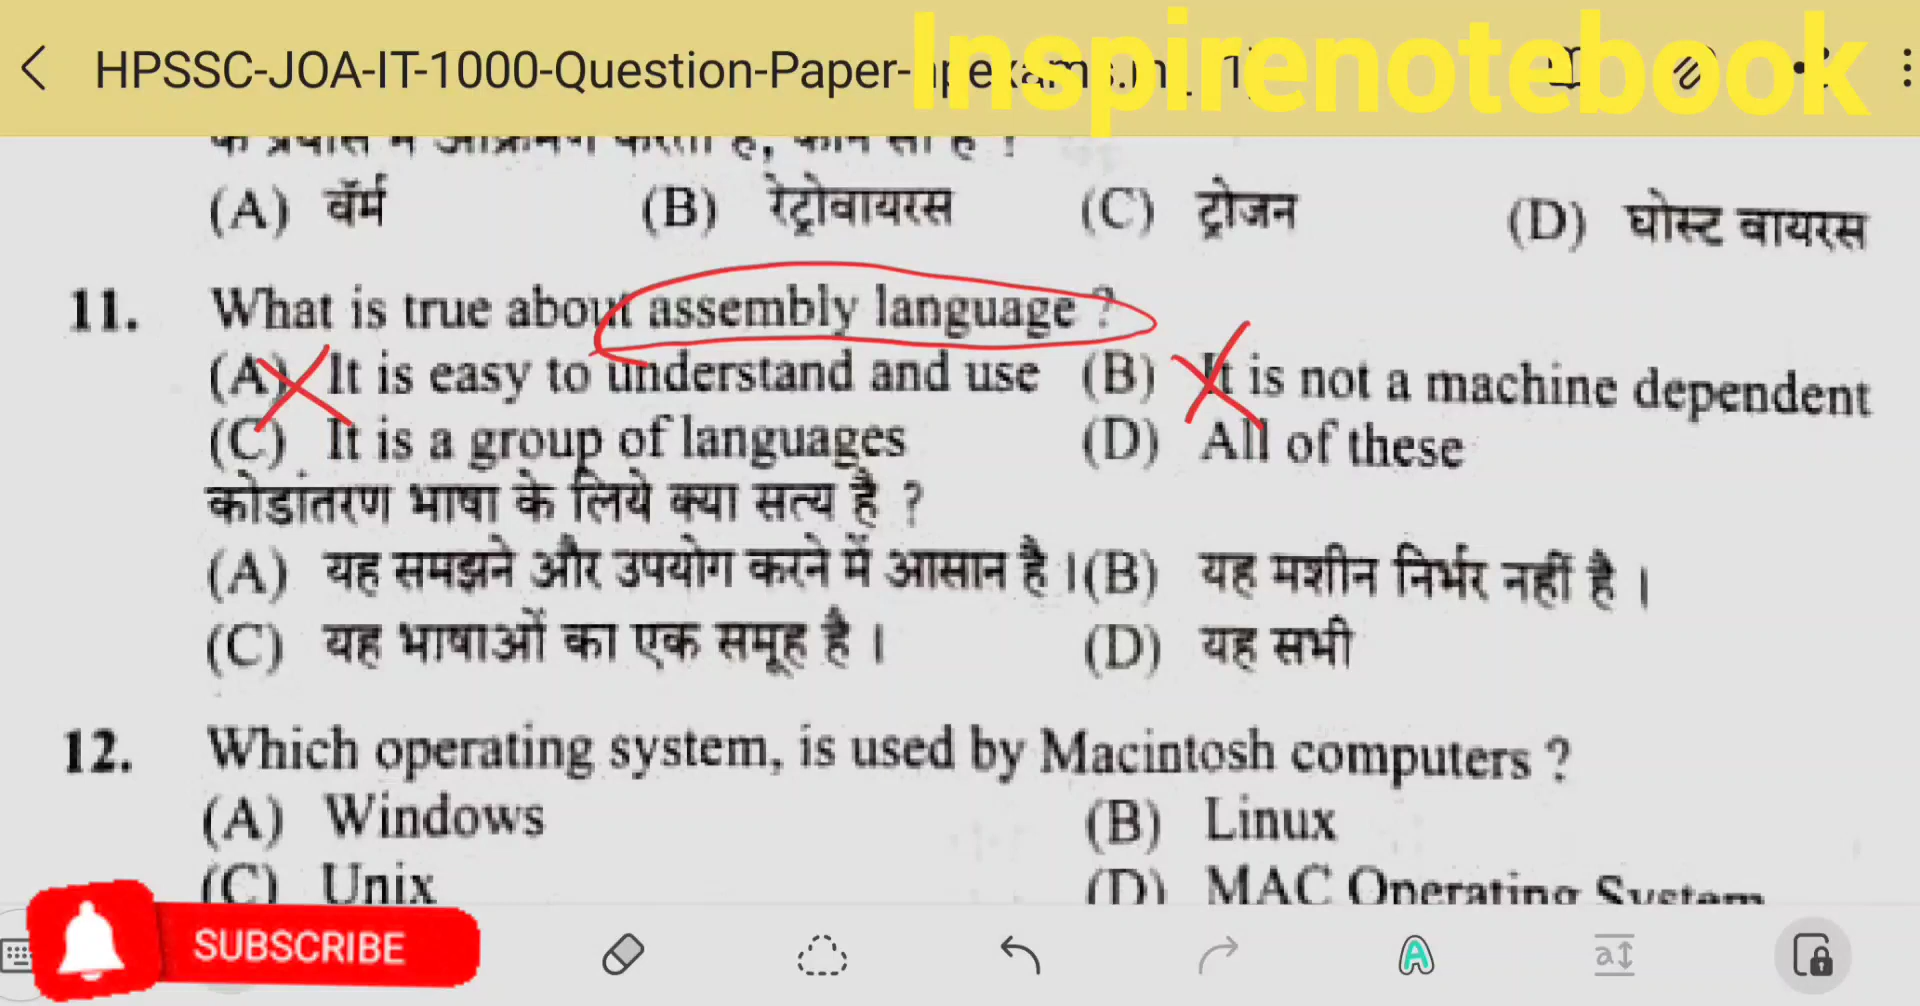 HPSSC-JOA-IT-1000-Question-Paper-
Inspirenotebook
(A) वॅर्म (B) रेट्रोवायरस (C) ट्रोजन (D) घोस्ट वायरस
11. What is true about assembly language ?
(A) It is easy to understand and use (B) It is not a machine dependent
(C) It is a group of languages (D) All of these
कोडांतरण भाषा के लिये क्या सत्य है ?
(A) यह समझने और उपयोग करने में आसान है । (B) यह मशीन निर्भर नहीं है ।
(C) यह भाषाओं का एक समूह है । (D) यह सभी
12. Which operating system, is used by Macintosh computers ?
(A) Windows (B) Linux
(C) Unix (D) MAC Operating System
SUBSCRIBE